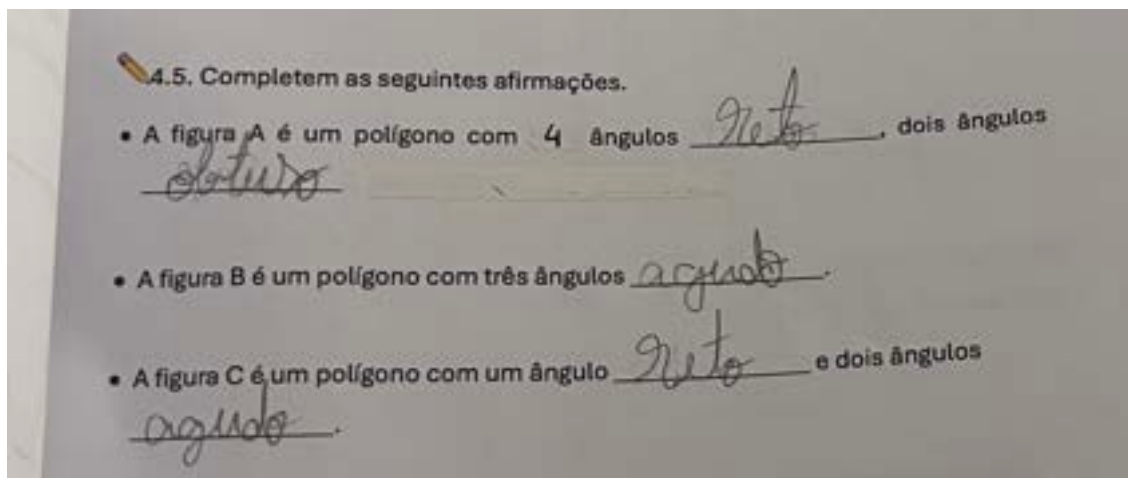 4.5. Completem as seguintes afirmações.
• A figura A é um polígono com 4 ângulos reto, dois ângulos
obtuso
• A figura B é um polígono com três ângulos agudo.
• A figura C é um polígono com um ângulo reto e dois ângulos
agudo.